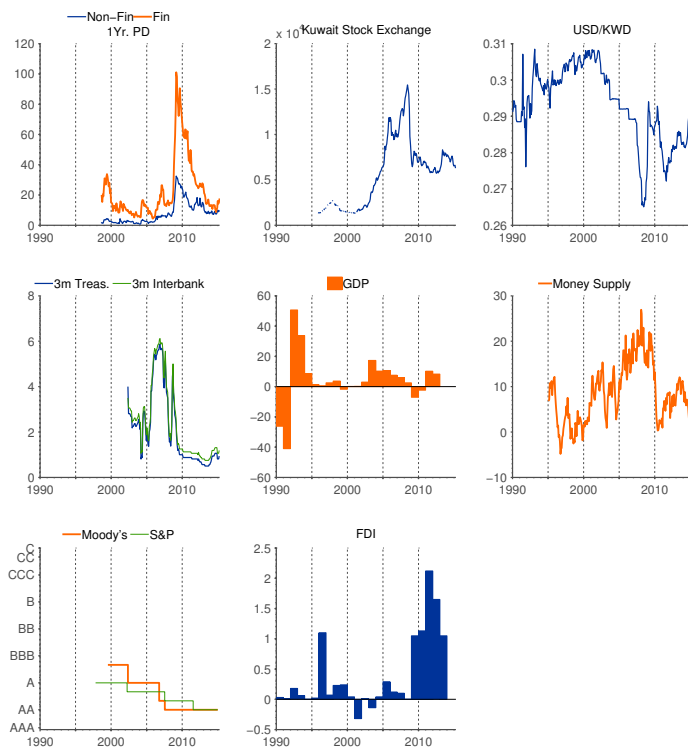 Non−Fin Fin
1Yr. PD
120
100
80
60
40
20
0
1990 2000 2010
Kuwait Stock Exchange
2
1.5
1
0.5
0
1990 2000 2010
USD/KWD
0.31
0.3
0.29
0.28
0.27
0.26
1990 2000 2010
3m Treas. 3m Interbank
8
6
4
2
0
1990 2000 2010
GDP
60
40
20
0
−20
−40
−60
1990 2000 2010
Money Supply
30
20
10
0
−10
1990 2000 2010
Moody's S&P
C
CC
CCC
B
BB
BBB
A
AA
AAA
1990 2000 2010
FDI
2.5
2
1.5
1
0.5
0
−0.5
1990 2000 2010